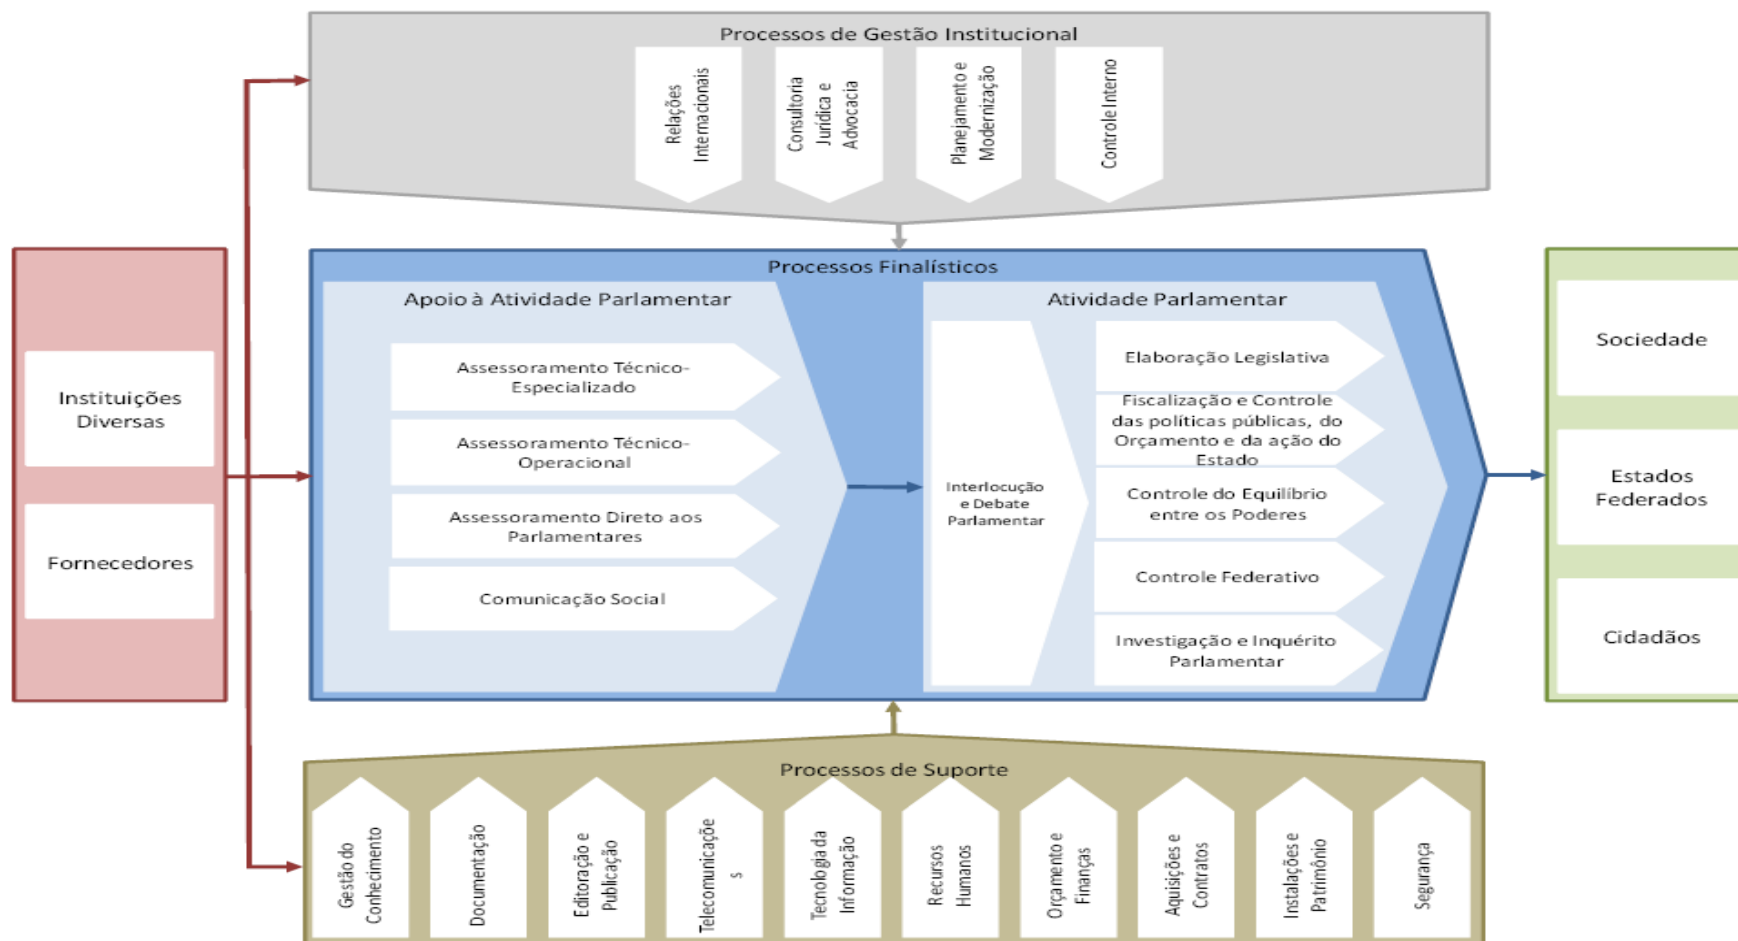 Processos de Gestão Institucional
Relações
Internacionais
Consultoria
Jurídica e
Advocacia
Planejamento e
Modernização
Controle Interno
Instituições
Diversas
Fornecedores
Processos Finalísticos
Apoio à Atividade Parlamentar
Assessoramento Técnico-
Especializado
Assessoramento Técnico-
Operacional
Assessoramento Direto aos
Parlamentares
Comunicação Social
Atividade Parlamentar
Interlocução
e Debate
Parlamentar
Elaboração Legislativa
Fiscalização e Controle
das políticas públicas, do
Orçamento e da ação do
Estado
Controle do Equilíbrio
entre os Poderes
Controle Federativo
Investigação e Inquérito
Parlamentar
Sociedade
Estados
Federados
Cidadãos
Processos de Suporte
Gestão do
Conhecimento
Documentação
Editoração e
Publicação
Telecomunicaçõe
s
Tecnologia da
Informação
Recursos
Humanos
Orçamento e
Finanças
Aquisições e
Contratos
Instalações e
Patrimônio
Segurança